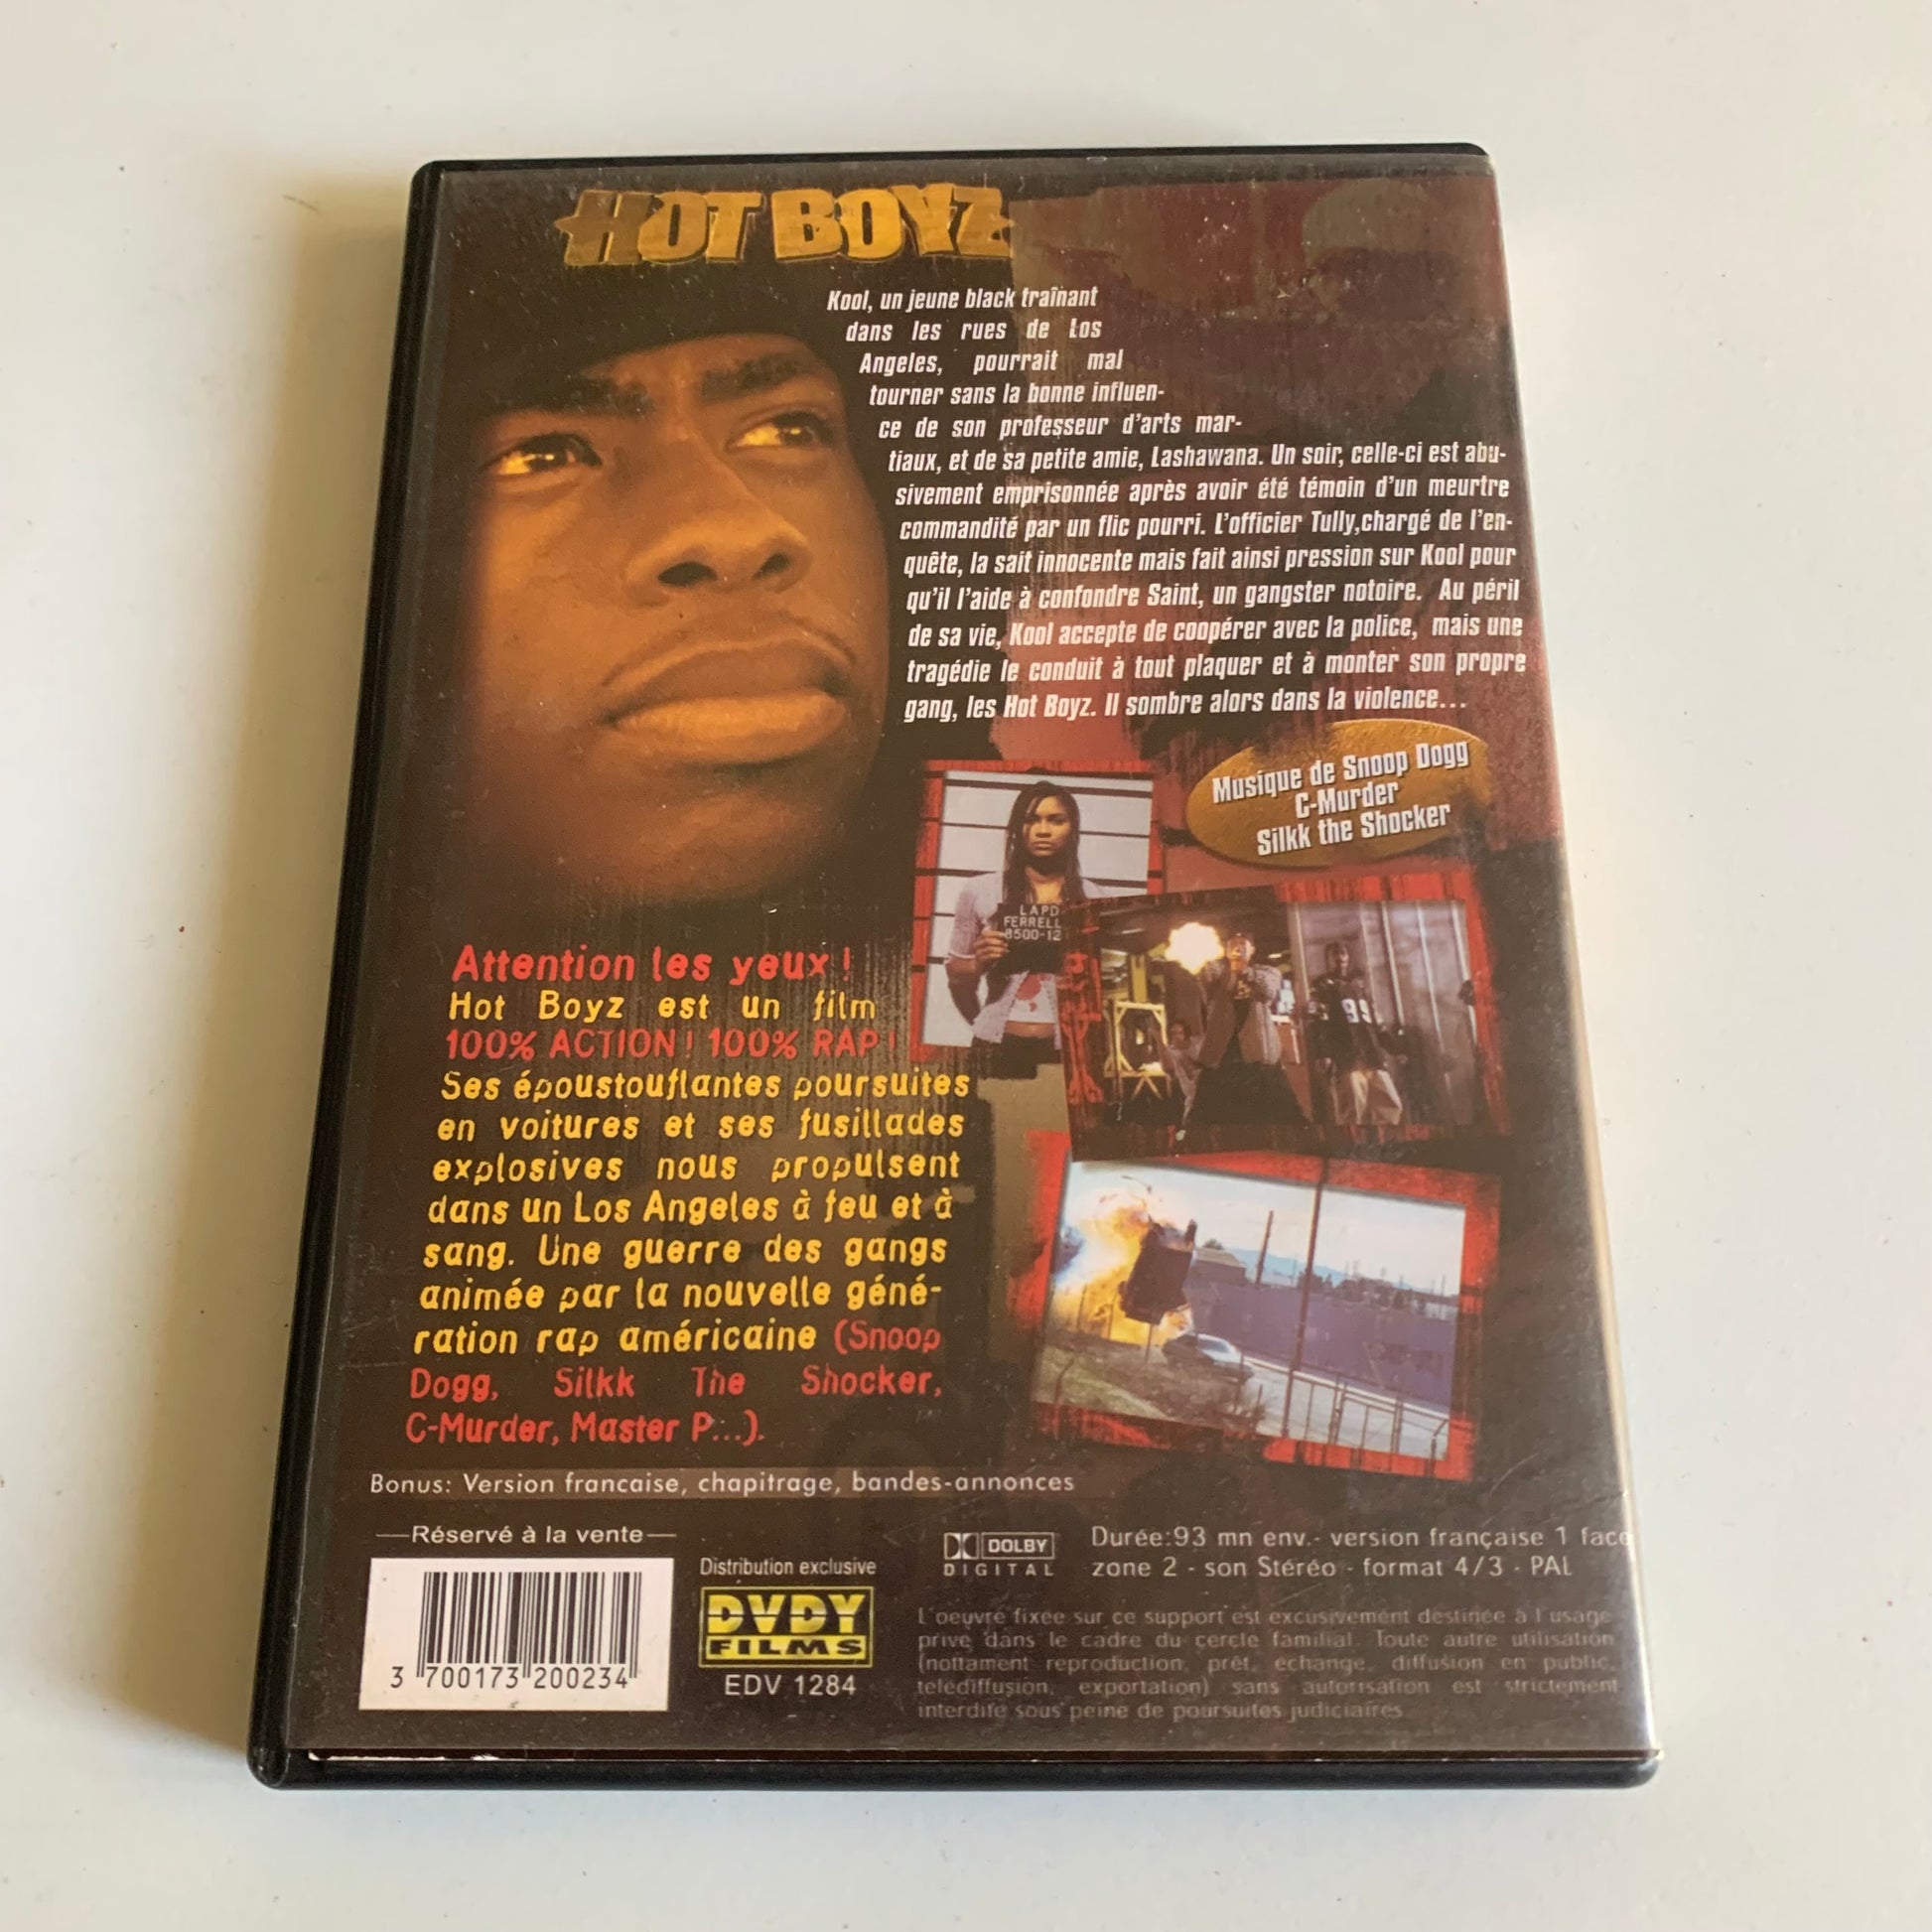 HOT BOYZ
Kool, un jeune black traînant
dans les rues de Los
Angeles, pourrait mal
tourner sans la bonne influen-
ce de son professeur d'arts mar-
tiaux, et de sa petite amie, Lashawana. Un soir, celle-ci est abu-
sivement emprisonnée après avoir été témoin d'un meurtre
commandité par un flic pourri. L'officier Tully,chargé de l'en-
quête, la sait innocente mais fait ainsi pression sur Kool pour
qu'il l'aide à confondre Saint, un gangster notoire. Au péril
de sa vie, Kool accepte de coopérer avec la police, mais une
tragédie le conduit à tout plaquer et à monter son propre
gang, les Hot Boyz. Il sombre alors dans la violence...
Musique de Snoop Dogg
C-Murder
Silkk the Shocker
LAPD
FERRELL
8500-12
99
Attention les yeux !
Hot Boyz est un film
100% ACTION ! 100% RAP !
Ses époustouflantes poursuites
en voitures et ses fusillades
explosives nous propulsent
dans un Los Angeles à feu et à
sang. Une guerre des gangs
animée par la nouvelle géné-
ration rap américaine (Snoop
Dogg, Silkk The Shocker,
C-Murder, Master P...).
Bonus: Version francaise, chapitrage, bandes-annonces
Réservé à la vente
3 700173 200234
Distribution exclusive
DVDY
FILMS
EDV 1284
DOLBY
DIGITAL
Durée:93 mn env.- version française 1 face
zone 2 - son Stéréo - format 4/3 - PAL
L'oeuvre fixée sur ce support est excusivement destinée à l'usage
privé dans le cadre du cercle familial. Toute autre utilisation
(nottament reproduction, prêt, échange, diffusion en public,
télédiffusion, exportation) sans autorisation est strictement
interdite sous peine de poursuites judiciaires